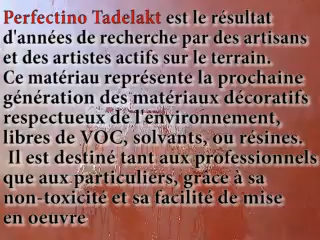 Perfectino Tadelakt est le résultat
d'années de recherche par des artisans
et des artistes actifs sur le terrain.
Ce matériau représente la prochaine
génération des matériaux décoratifs
respectueux de l'environnement,
libres de VOC, solvants, ou résines.
Il est destiné tant aux professionnels
que aux particuliers, grâce à sa
non-toxicité et sa facilité de mise
en oeuvre